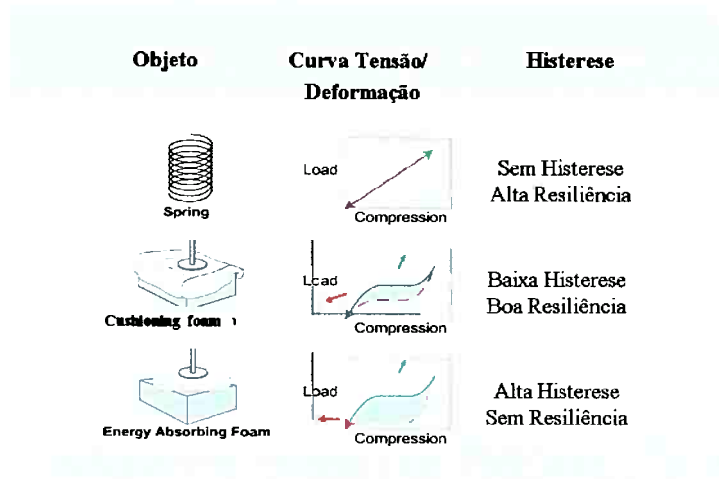 Objeto
Curva Tensão/
Deformação
Histerese
Load
Spring
Compression
Sem Histerese
Alta Resiliência
Load
Cushioning foam
Compression
Baixa Histerese
Boa Resiliência
Load
Energy Absorbing Foam
Compression
Alta Histerese
Sem Resiliência